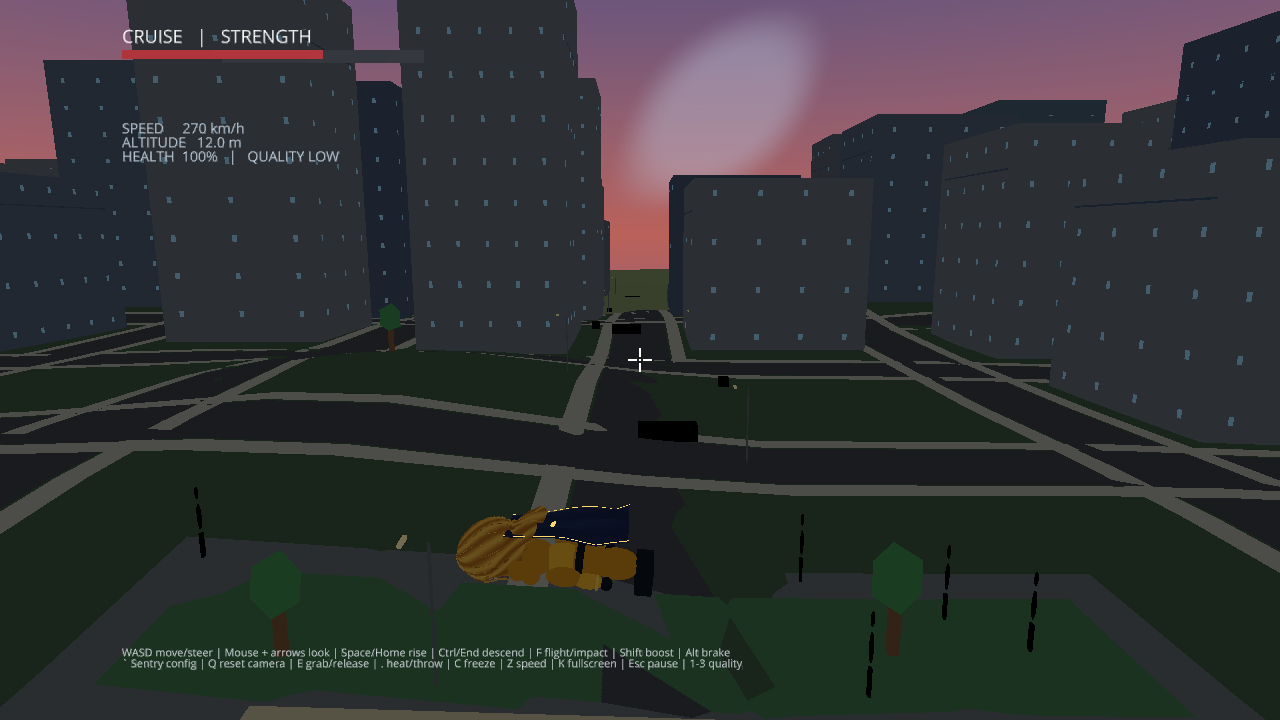 CRUISE | STRENGTH
SPEED 270 km/h
ALTITUDE 12.0 m
HEALTH 100% | QUALITY LOW
WASD move/steer | Mouse + arrows look | Space/Home rise | Ctrl/End descend | F flight/impact | Shift boost | Alt brake
` Sentry config | Q reset camera | E grab/release | . heat/throw | C freeze | Z speed | K fullscreen | Esc pause | 1-3 quality